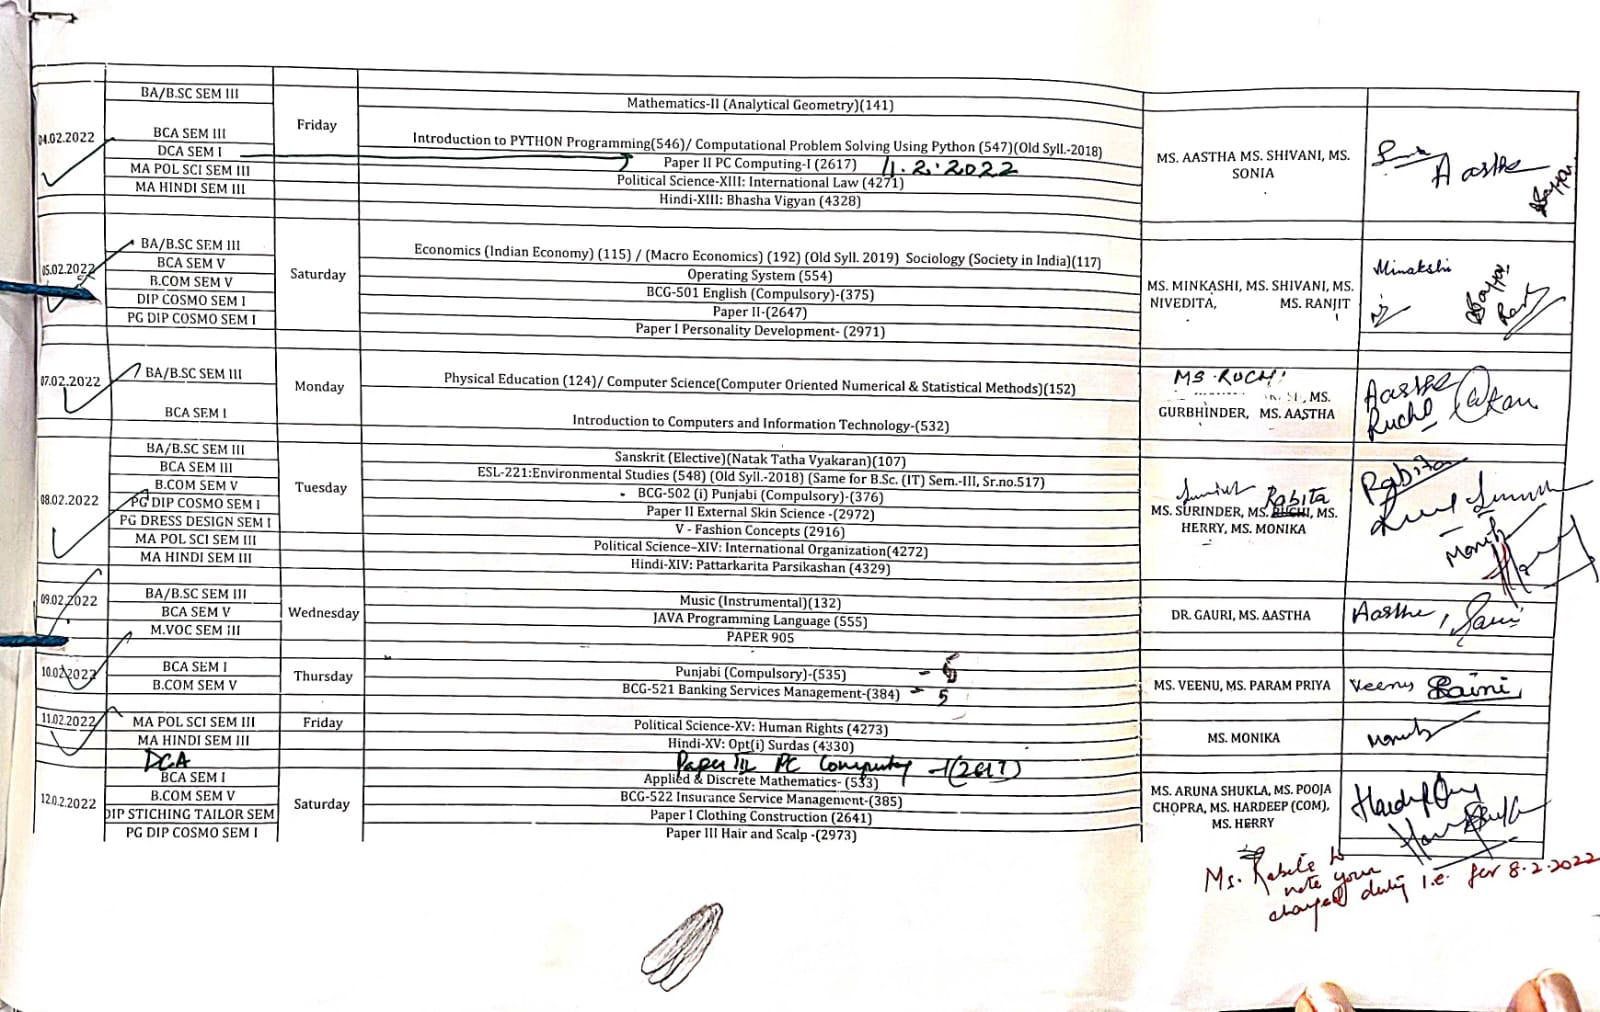 04.02.2022
BA/B.SC SEM III
BCA SEM III
DCA SEM I
MA POL SCI SEM III
MA HINDI SEM III
Friday
Mathematics-II (Analytical Geometry)(141)
Introduction to PYTHON Programming(546)/ Computational Problem Solving Using Python (547)(Old Syll.-2018)
Paper II PC Computing-I (2617) 4.2.2022
Political Science-XIII: International Law (4271)
Hindi-XIII: Bhasha Vigyan (4328)
MS. AASTHA MS. SHIVANI, MS.
SONIA
Aastha
05.02.2022
BA/B.SC SEM III
BCA SEM V
B.COM SEM V
DIP COSMO SEM I
PG DIP COSMO SEM I
Saturday
Economics (Indian Economy) (115) / (Macro Economics) (192) (Old Syll. 2019) Sociology (Society in India)(117)
Operating System (554)
BCG-501 English (Compulsory)-(375)
Paper II-(2647)
Paper I Personality Development- (2971)
MS. MINKASHI, MS. SHIVANI, MS.
NIVEDITA, MS. RANJIT
Minakshi
07.02.2022
BA/B.SC SEM III
BCA SEM I
Monday
Physical Education (124)/ Computer Science(Computer Oriented Numerical & Statistical Methods)(152)
Introduction to Computers and Information Technology-(532)
MS. RUCHI
, MS.
GURBHINDER, MS. AASTHA
Aastha
Ruchi
08.02.2022
BA/B.SC SEM III
BCA SEM III
B.COM SEM V
PG DIP COSMO SEM I
PG DRESS DESIGN SEM I
MA POL SCI SEM III
MA HINDI SEM III
Tuesday
Sanskrit (Elective)(Natak Tatha Vyakaran)(107)
ESL-221:Environmental Studies (548) (Old Syll.-2018) (Same for B.Sc. (IT) Sem.-III, Sr.no.517)
BCG-502 (i) Punjabi (Compulsory)-(376)
Paper II External Skin Science -(2972)
V - Fashion Concepts (2916)
Political Science–XIV: International Organization(4272)
Hindi-XIV: Pattarkarita Parsikashan (4329)
Rabita
MS. SURINDER, MS. RUCHI, MS.
HERRY, MS. MONIKA
Rabita
Monika
09.02.2022
BA/B.SC SEM III
BCA SEM V
M.VOC SEM III
Wednesday
Music (Instrumental)(132)
JAVA Programming Language (555)
PAPER 905
DR. GAURI, MS. AASTHA
Aastha, Gauri
10.02.2022
BCA SEM I
B.COM SEM V
Thursday
Punjabi (Compulsory)-(535) -
BCG-521 Banking Services Management-(384) - 5
MS. VEENU, MS. PARAM PRIYA
Veenu
11.02.2022
MA POL SCI SEM III
MA HINDI SEM III
Friday
Political Science-XV: Human Rights (4273)
Hindi-XV: Opt(i) Surdas (4330)
MS. MONIKA
Monika
12.0.2.2022
DCA
BCA SEM I
B.COM SEM V
DIP STICHING TAILOR SEM
PG DIP COSMO SEM I
Saturday
Paper III PC Computing -I (2617)
Applied & Discrete Mathematics- (533)
BCG-522 Insurance Service Management-(385)
Paper I Clothing Construction (2641)
Paper III Hair and Scalp -(2973)
MS. ARUNA SHUKLA, MS. POOJA
CHOPRA, MS. HARDEEP (COM),
MS. HERRY
Hardeep
Ms. Rabita to
note your
changed duty i.e. for 8.2.2022